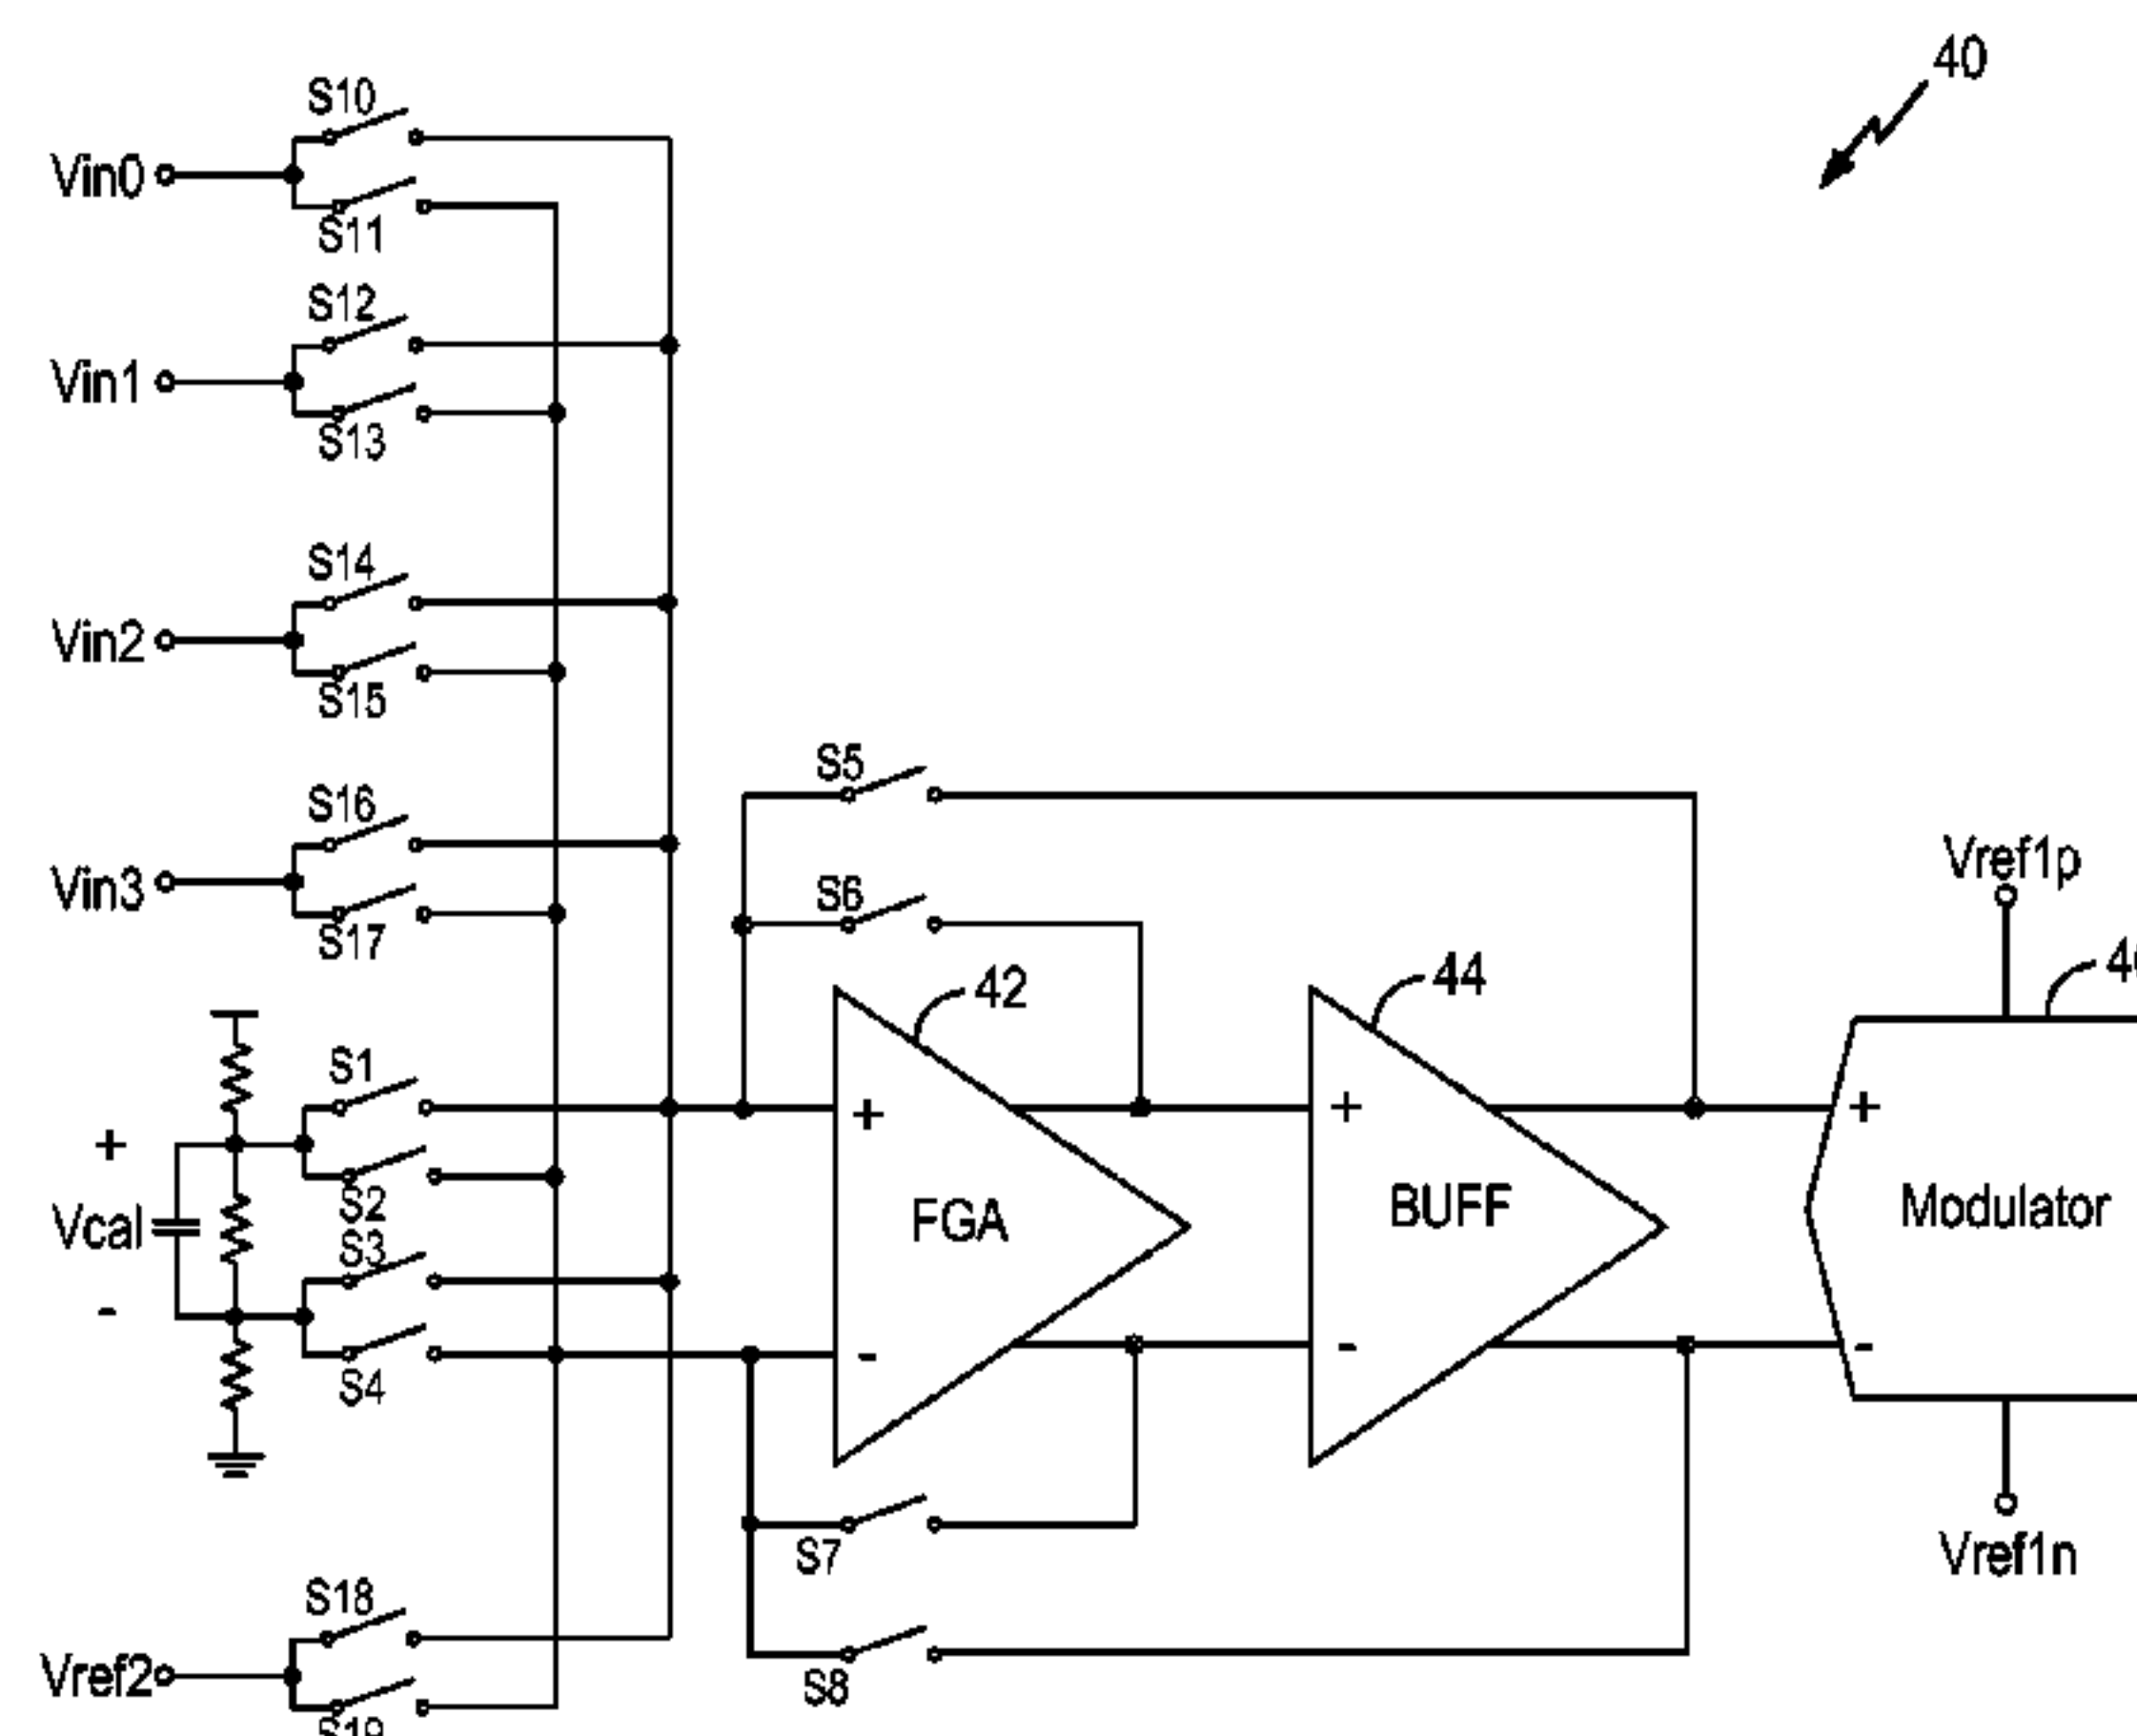 40
S10
Vin0
S11
S12
Vin1
S13
S14
Vin2
S15
S16
Vin3
S17
S5
S6
Vref1p
42
44
S1
+
+
+
+
S2
Vcal
FGA
BUFF
Modulator
S3
-
-
-
-
S4
S7
Vref1n
S18
Vref2
S8
S19